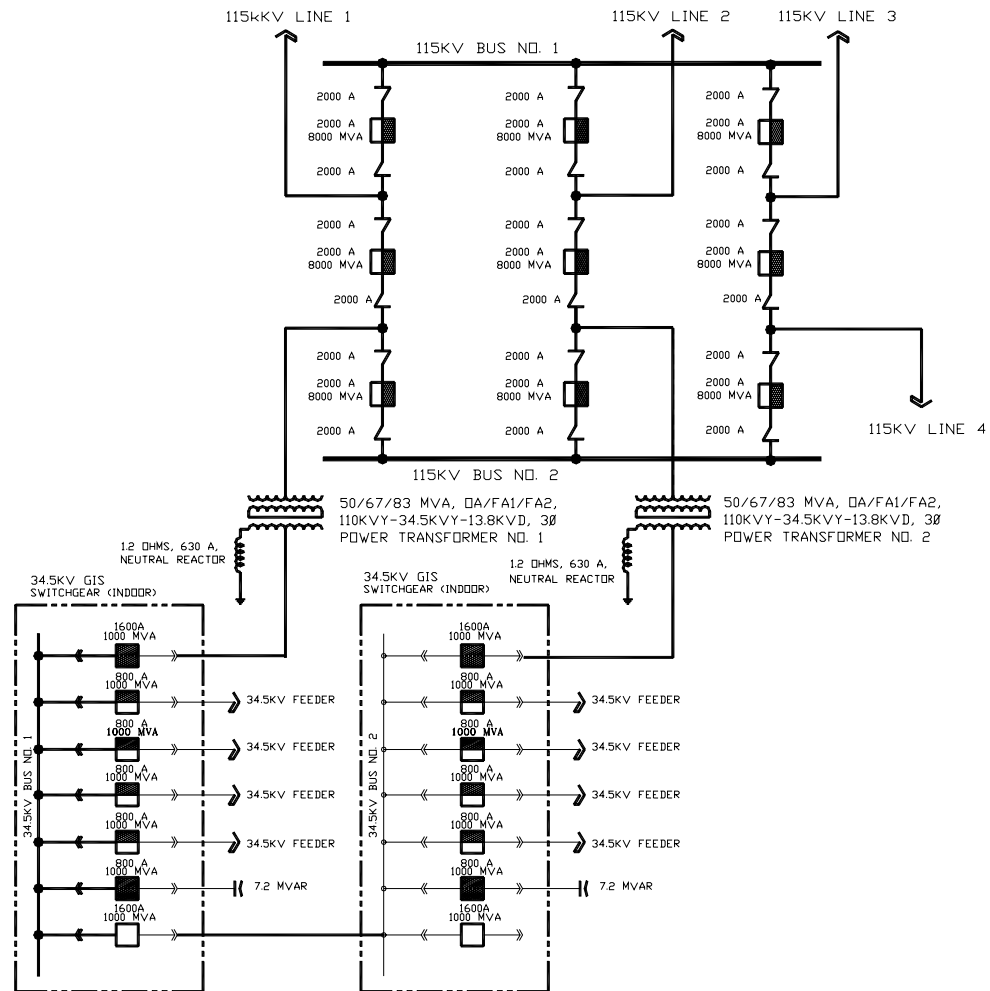 115kKV LINE 1
115KV LINE 2
115KV LINE 3
115KV BUS NO. 1
2000 A
2000 A
8000 MVA
2000 A
2000 A
2000 A
8000 MVA
2000 A
2000 A
2000 A
8000 MVA
2000 A
2000 A
2000 A
8000 MVA
2000 A
2000 A
2000 A
8000 MVA
2000 A
2000 A
2000 A
8000 MVA
2000 A
2000 A
2000 A
8000 MVA
2000 A
2000 A
2000 A
8000 MVA
2000 A
2000 A
2000 A
8000 MVA
2000 A
115KV LINE 4
115KV BUS NO. 2
50/67/83 MVA, OA/FA1/FA2,
110KVY-34.5KVY-13.8KVD, 3Ø
POWER TRANSFORMER NO. 1
1.2 OHMS, 630 A,
NEUTRAL REACTOR
50/67/83 MVA, OA/FA1/FA2,
110KVY-34.5KVY-13.8KVD, 3Ø
POWER TRANSFORMER NO. 2
1.2 OHMS, 630 A,
NEUTRAL REACTOR
34.5KV GIS
SWITCHGEAR (INDOOR)
34.5KV BUS NO. 1
1600A
1000 MVA
800 A
1000 MVA
34.5KV FEEDER
800 A
1000 MVA
34.5KV FEEDER
800 A
1000 MVA
34.5KV FEEDER
800 A
1000 MVA
34.5KV FEEDER
800 A
1000 MVA
7.2 MVAR
1600A
1000 MVA
34.5KV GIS
SWITCHGEAR (INDOOR)
34.5KV BUS NO. 2
1600A
1000 MVA
800 A
1000 MVA
34.5KV FEEDER
800 A
1000 MVA
34.5KV FEEDER
800 A
1000 MVA
34.5KV FEEDER
800 A
1000 MVA
34.5KV FEEDER
800 A
1000 MVA
7.2 MVAR
1600A
1000 MVA